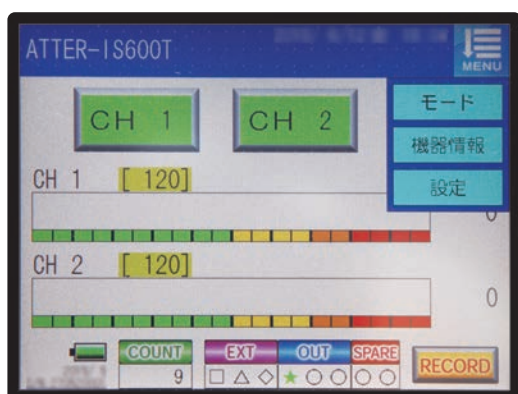 ATTER-IS600T
MENU
モード
機器情報
設定
CH 1
CH 2
CH 1 [ 120]
0
CH 2 [ 120]
0
COUNT
9
EXT
OUT
SPARE
RECORD